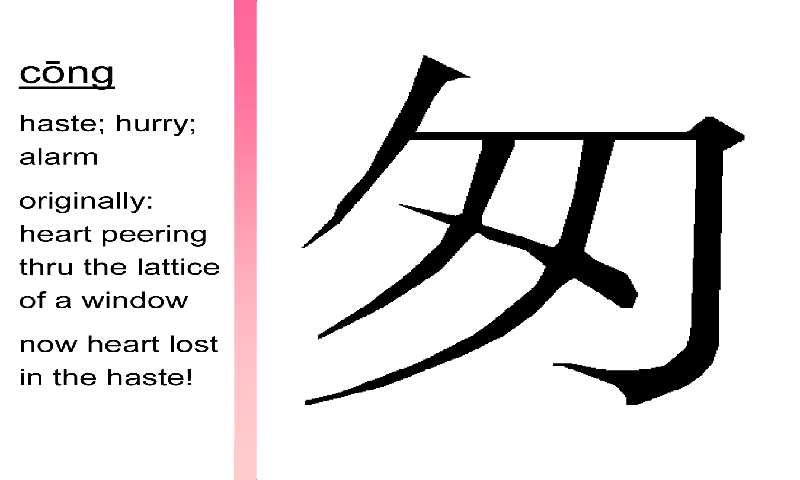 cōng
haste; hurry;
alarm
originally:
heart peering
thru the lattice
of a window
now heart lost
in the haste!
匆